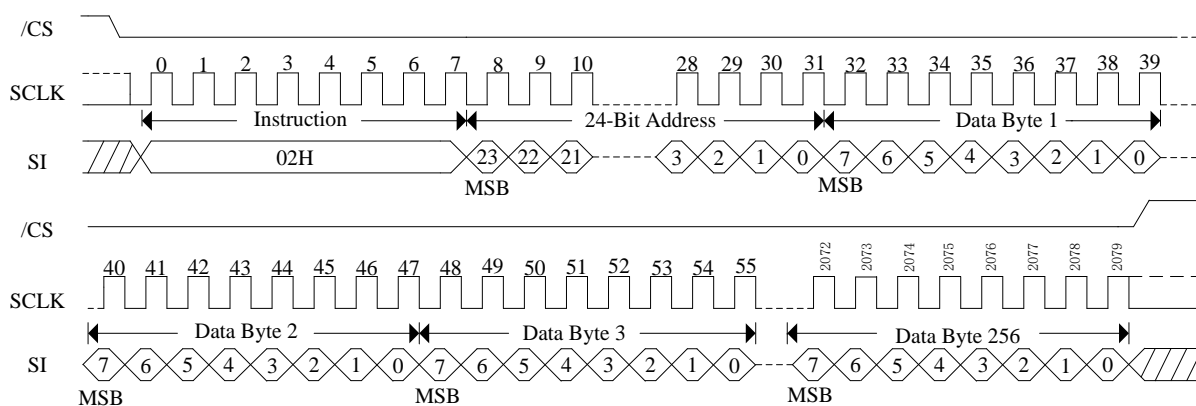 /CS
0 1 2 3 4 5 6 7 8 9 10 28 29 30 31 32 33 34 35 36 37 38 39
SCLK
Instruction 24-Bit Address Data Byte 1
SI 02H 23 22 21 3 2 1 0 7 6 5 4 3 2 1 0
MSB MSB
/CS
40 41 42 43 44 45 46 47 48 49 50 51 52 53 54 55 2072 2073 2074 2075 2076 2077 2078 2079
SCLK
Data Byte 2 Data Byte 3 Data Byte 256
SI 7 6 5 4 3 2 1 0 7 6 5 4 3 2 1 0 7 6 5 4 3 2 1 0
MSB MSB MSB